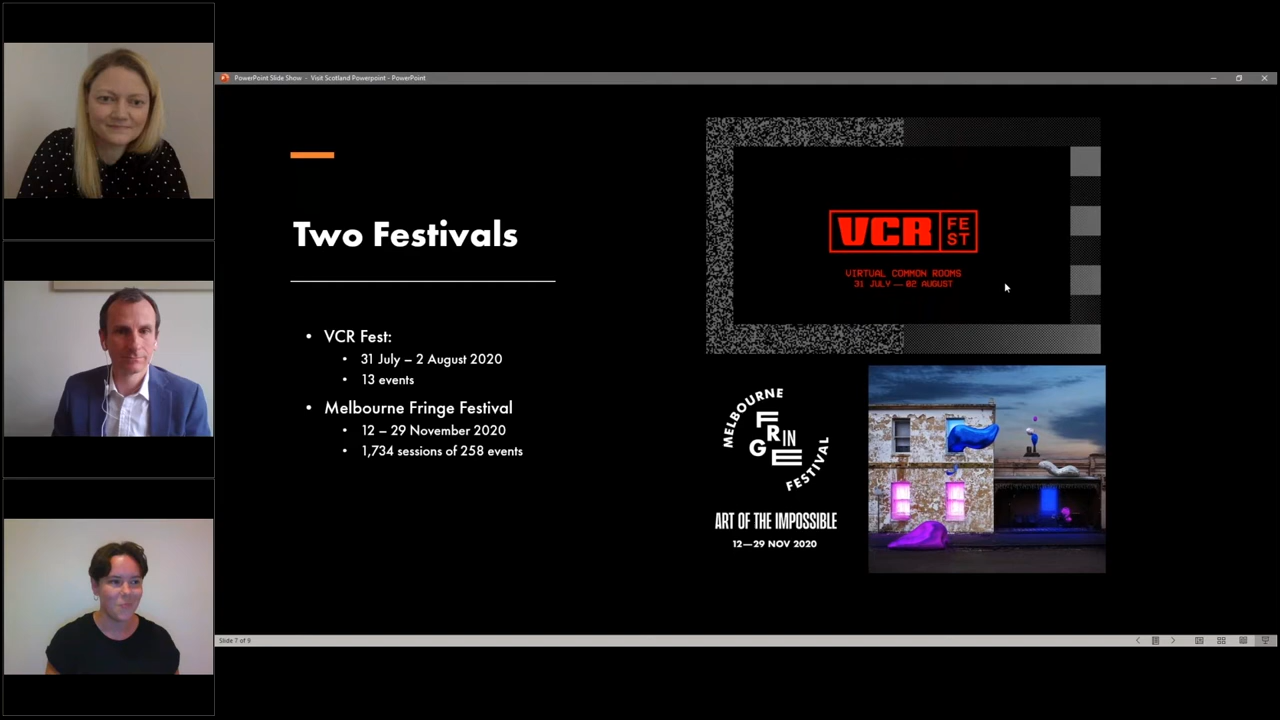 PowerPoint Slide Show - Visit Scotland Powerpoint - PowerPoint
Two Festivals
• VCR Fest:
• 31 July – 2 August 2020
• 13 events
• Melbourne Fringe Festival
• 12 – 29 November 2020
• 1,734 sessions of 258 events
VCR FE
ST
VIRTUAL COMMON ROOMS
31 JULY — 02 AUGUST
MELBOURNE
FRINGE
FESTIVAL
ART OF THE IMPOSSIBLE
12—29 NOV 2020
Slide 7 of 9